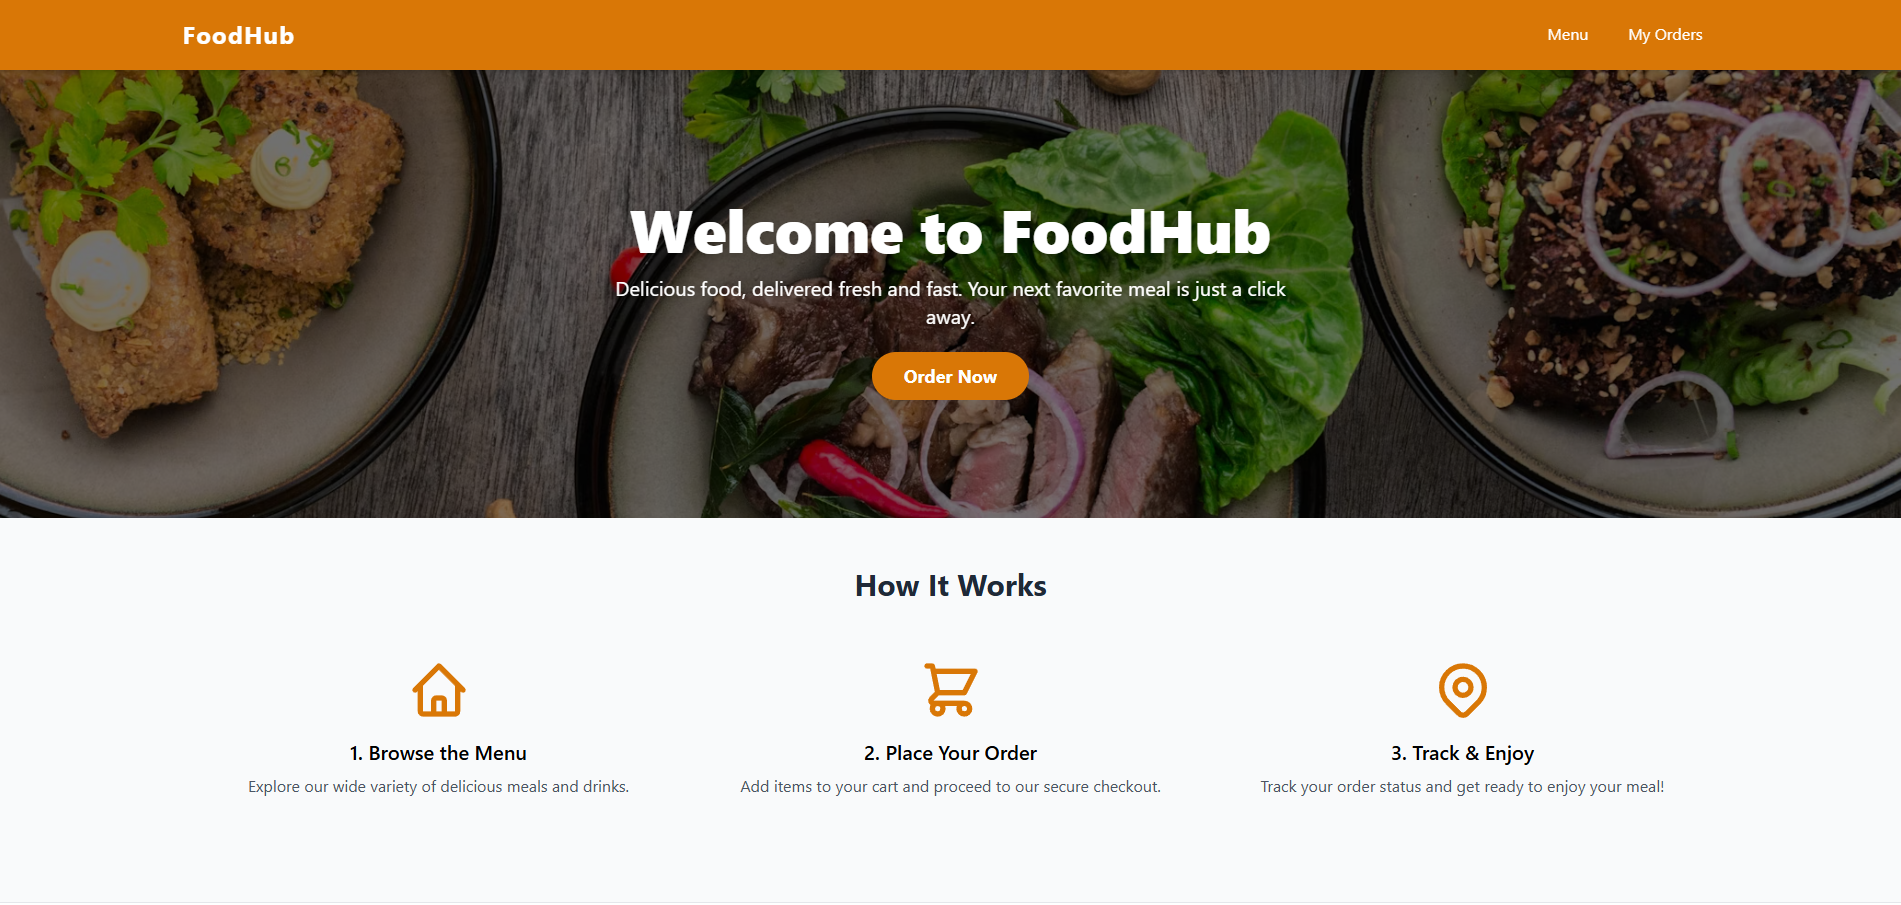 FoodHub
Menu
My Orders
Welcome to FoodHub
Delicious food, delivered fresh and fast. Your next favorite meal is just a click
away.
Order Now
How It Works
1. Browse the Menu
Explore our wide variety of delicious meals and drinks.
2. Place Your Order
Add items to your cart and proceed to our secure checkout.
3. Track & Enjoy
Track your order status and get ready to enjoy your meal!